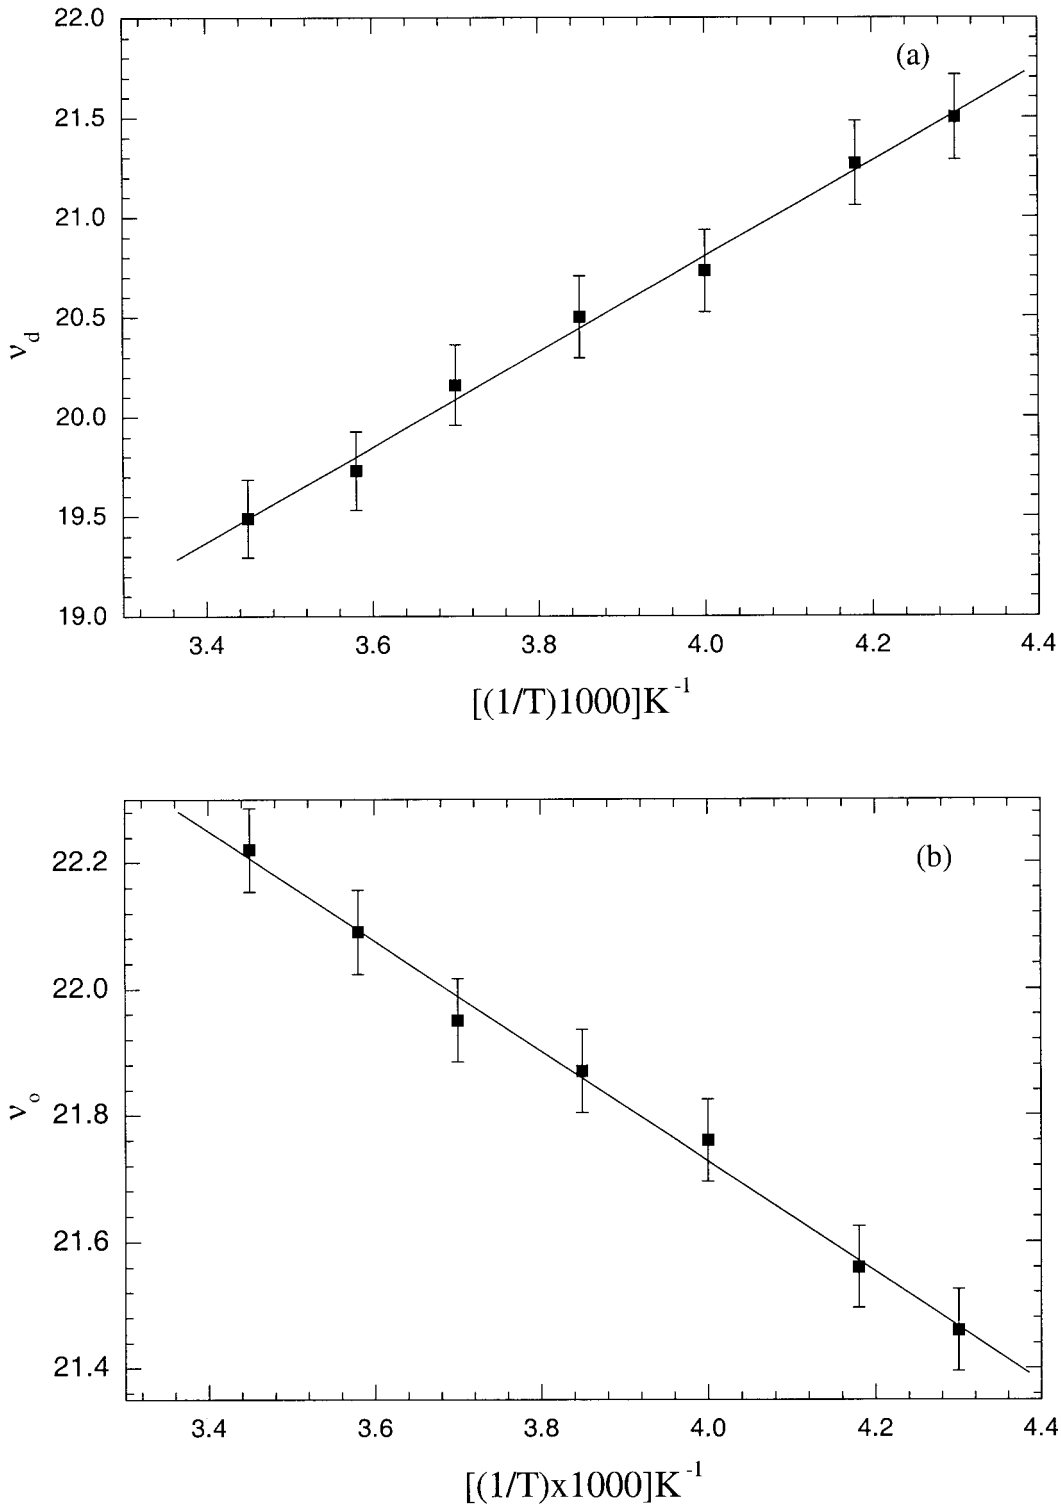 22.0
(a)
21.5
21.0
20.5
20.0
19.5
19.0
ν_d
3.4 3.6 3.8 4.0 4.2 4.4
[(1/T)1000]K⁻¹
(b)
22.2
22.0
21.8
21.6
21.4
ν_o
3.4 3.6 3.8 4.0 4.2 4.4
[(1/T)x1000]K⁻¹